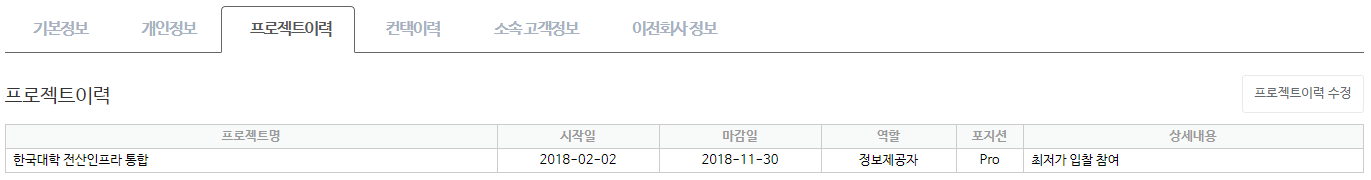 기본정보 개인정보 프로젝트이력 컨택이력 소속 고객정보 이전회사 정보
프로젝트이력 프로젝트이력 수정
프로젝트명 시작일 마감일 역할 포지션 상세내용
한국대학 전산인프라 통합 2018-02-02 2018-11-30 정보제공자 Pro 최저가 입찰 참여